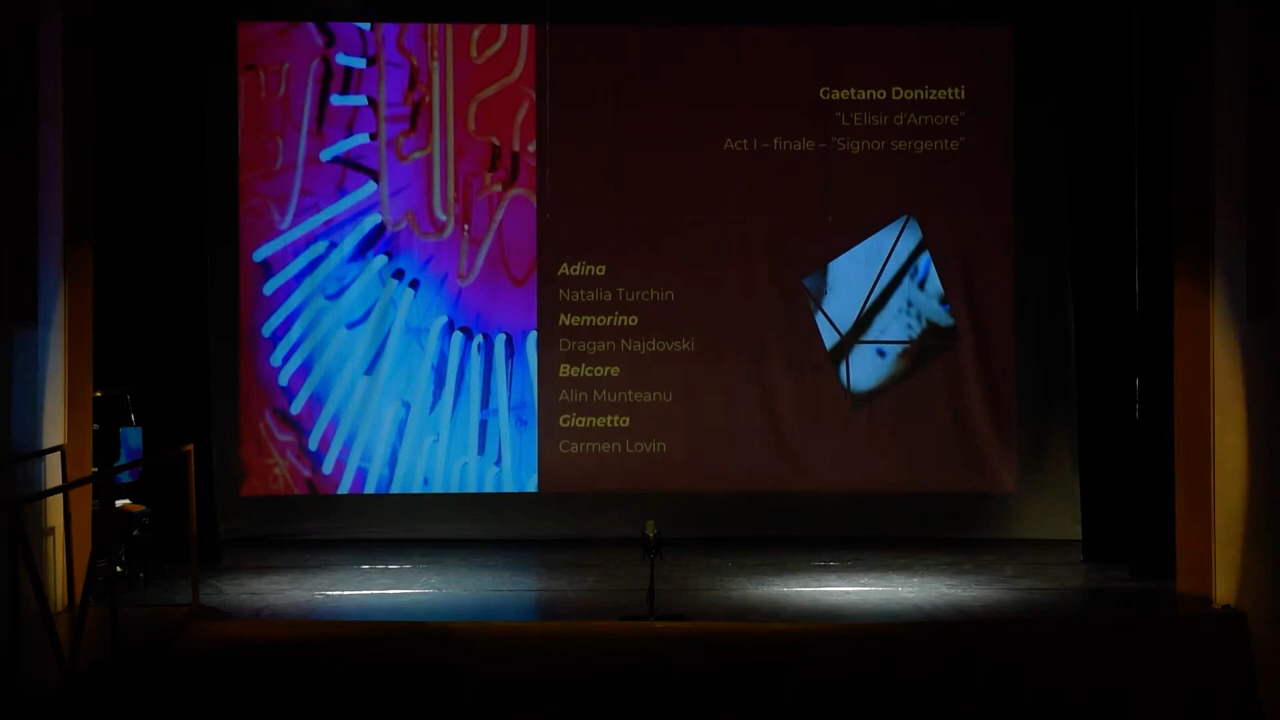 Gaetano Donizetti
"L'Elisir d'Amore"
Act I – finale – "Signor sergente"
Adina
Natalia Turchin
Nemorino
Dragan Najdovski
Belcore
Alin Munteanu
Gianetta
Carmen Lovin